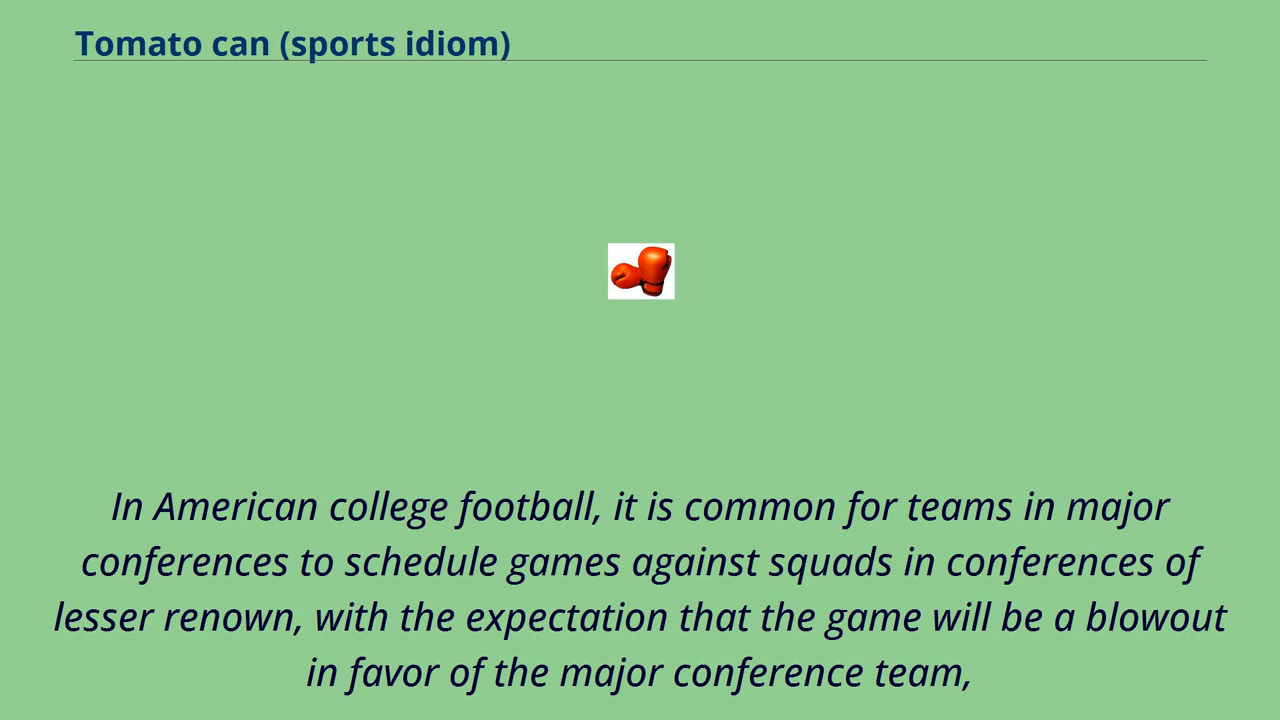 Tomato can (sports idiom)
In American college football, it is common for teams in major
conferences to schedule games against squads in conferences of
lesser renown, with the expectation that the game will be a blowout
in favor of the major conference team,